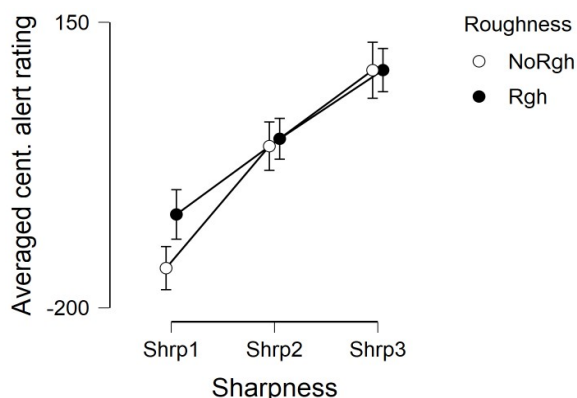 Averaged cent. alert rating
150
-200
Shrp1 Shrp2 Shrp3
Sharpness
Roughness
NoRgh
Rgh